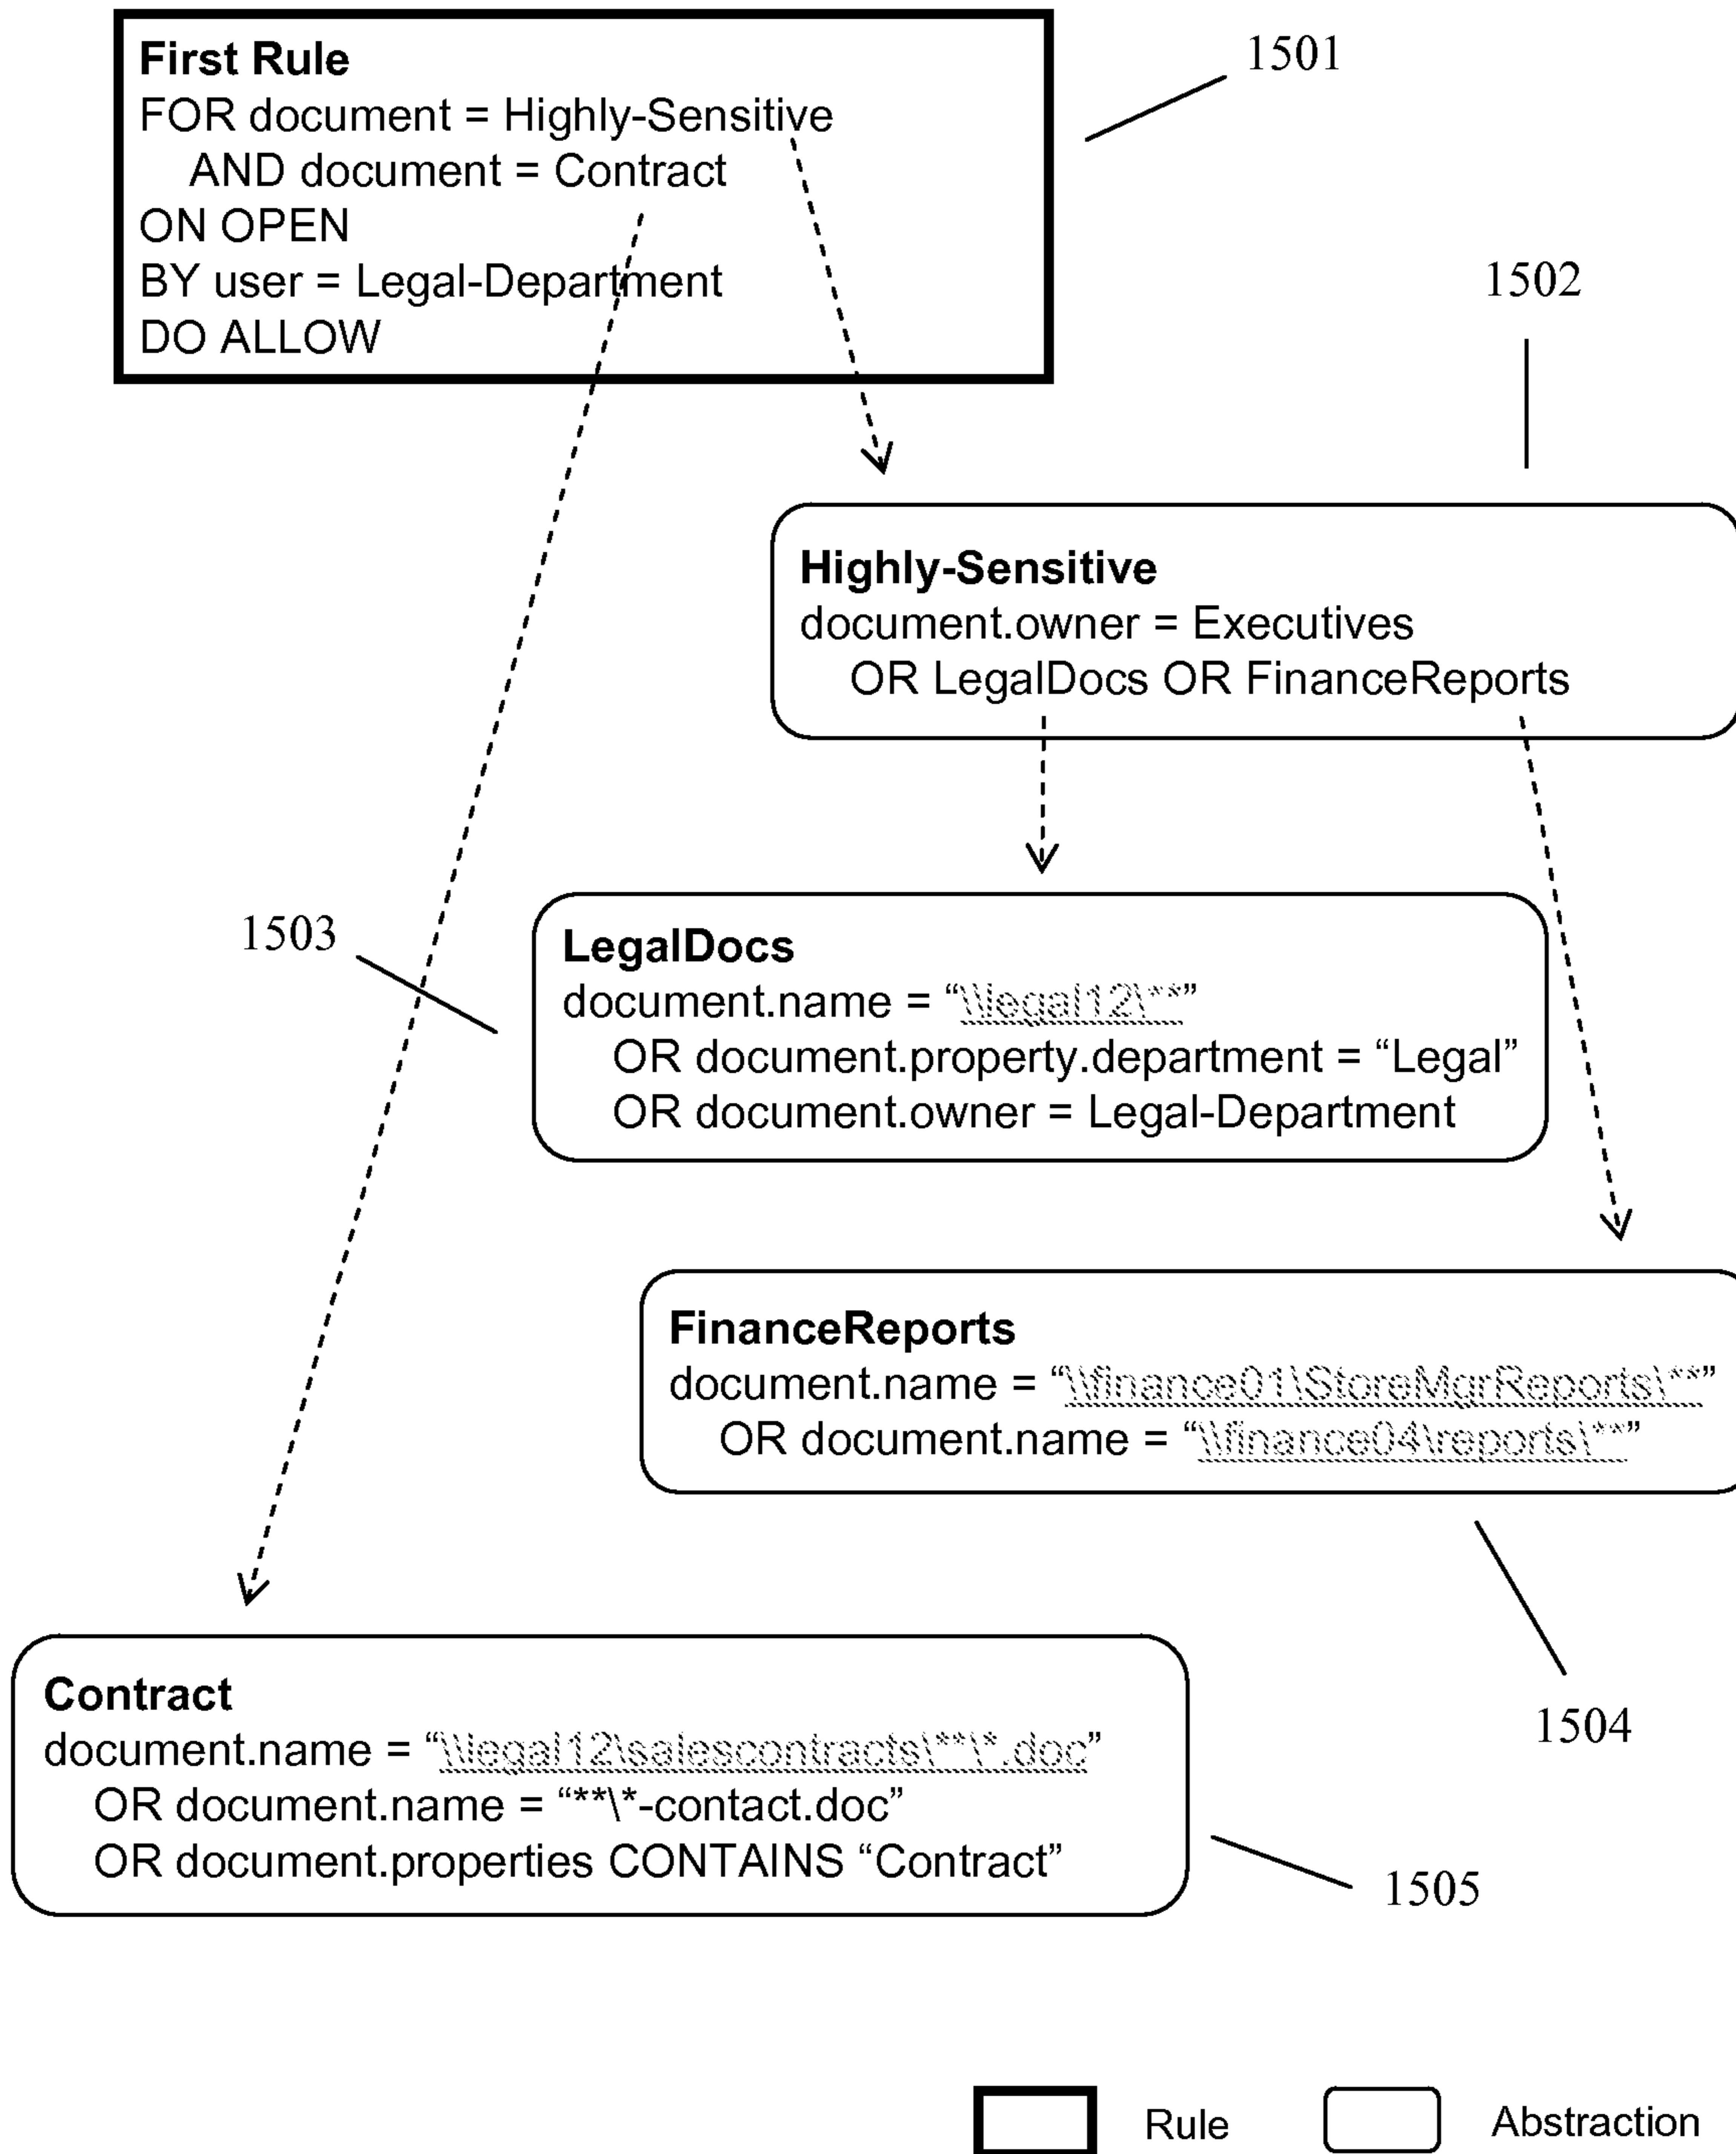 First Rule
1501
FOR document = Highly-Sensitive
AND document = Contract
ON OPEN
BY user = Legal-Department
DO ALLOW
1502
Highly-Sensitive
document.owner = Executives
OR LegalDocs OR FinanceReports
1503
LegalDocs
document.name = “\\legal12\**”
OR document.property.department = “Legal”
OR document.owner = Legal-Department
FinanceReports
document.name = “\\finance01\StoreMgrReports\**”
OR document.name = “\\finance04\reports\**”
1504
Contract
document.name = “\\legal12\salescontracts\**\*.doc”
OR document.name = “**\*-contact.doc”
OR document.properties CONTAINS “Contract”
1505
Rule
Abstraction